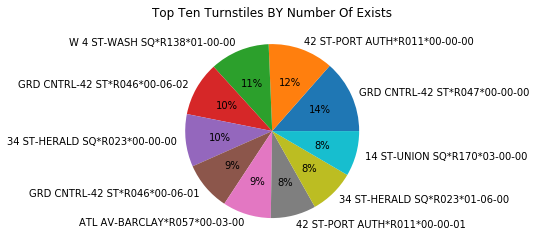 Top Ten Turnstiles BY Number Of Exists
W 4 ST-WASH SQ*R138*01-00-00
42 ST-PORT AUTH*R011*00-00-00
GRD CNTRL-42 ST*R046*00-06-02
GRD CNTRL-42 ST*R047*00-00-00
34 ST-HERALD SQ*R023*00-00-00
14 ST-UNION SQ*R170*03-00-00
GRD CNTRL-42 ST*R046*00-06-01
34 ST-HERALD SQ*R023*01-06-00
ATL AV-BARCLAY*R057*00-03-00
42 ST-PORT AUTH*R011*00-00-01
11%
12%
10%
14%
10%
8%
9%
8%
9%
8%